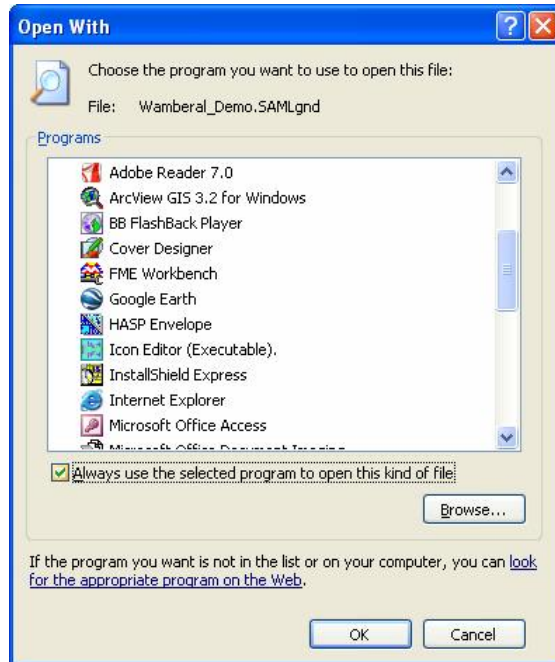 Open With
Choose the program you want to use to open this file:
File: Wamberal_Demo.SAMLgnd
Programs
Adobe Reader 7.0
ArcView GIS 3.2 for Windows
BB FlashBack Player
Cover Designer
FME Workbench
Google Earth
HASP Envelope
Icon Editor (Executable).
InstallShield Express
Internet Explorer
Microsoft Office Access
Microsoft Office Document Imaging
Always use the selected program to open this kind of file
Browse...
If the program you want is not in the list or on your computer, you can look
for the appropriate program on the Web.
OK
Cancel